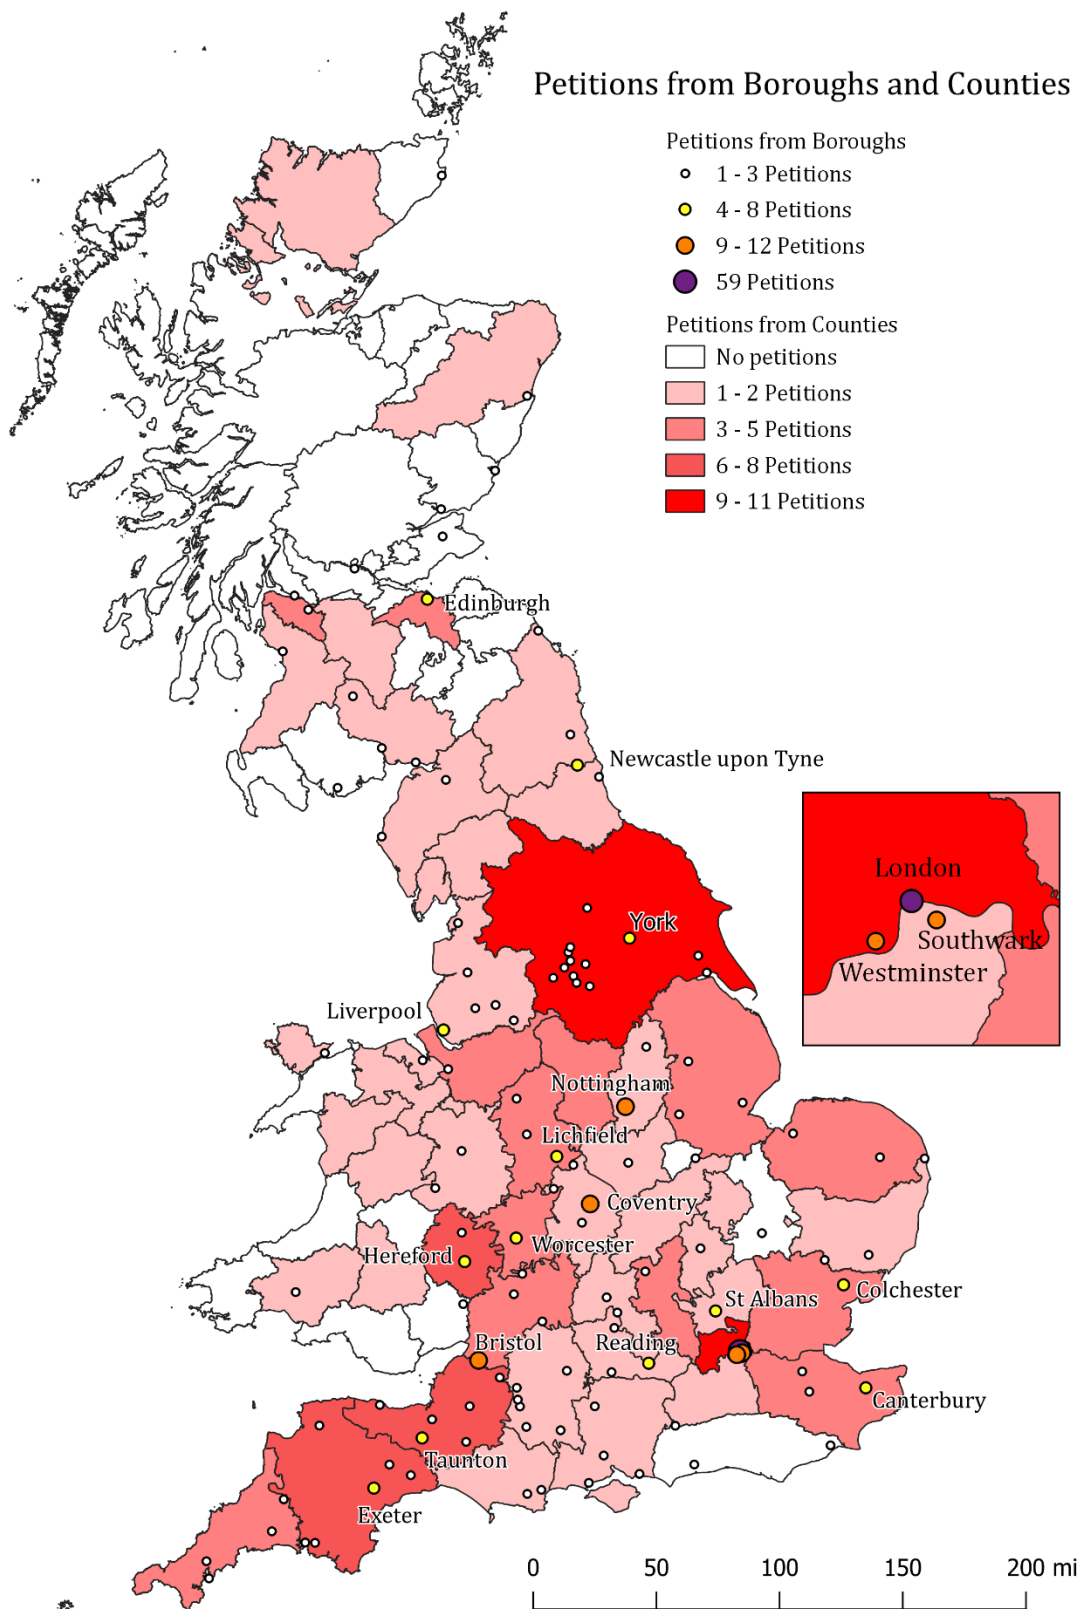 Petitions from Boroughs and Counties
Petitions from Boroughs
1 - 3 Petitions
4 - 8 Petitions
9 - 12 Petitions
59 Petitions
Petitions from Counties
No petitions
1 - 2 Petitions
3 - 5 Petitions
6 - 8 Petitions
9 - 11 Petitions
Edinburgh
Newcastle upon Tyne
London
Southwark
Westminster
York
Liverpool
Nottingham
Lichfield
Coventry
Worcester
Hereford
Colchester
St Albans
Bristol
Reading
Canterbury
Taunton
Exeter
0 50 100 150 200 mi